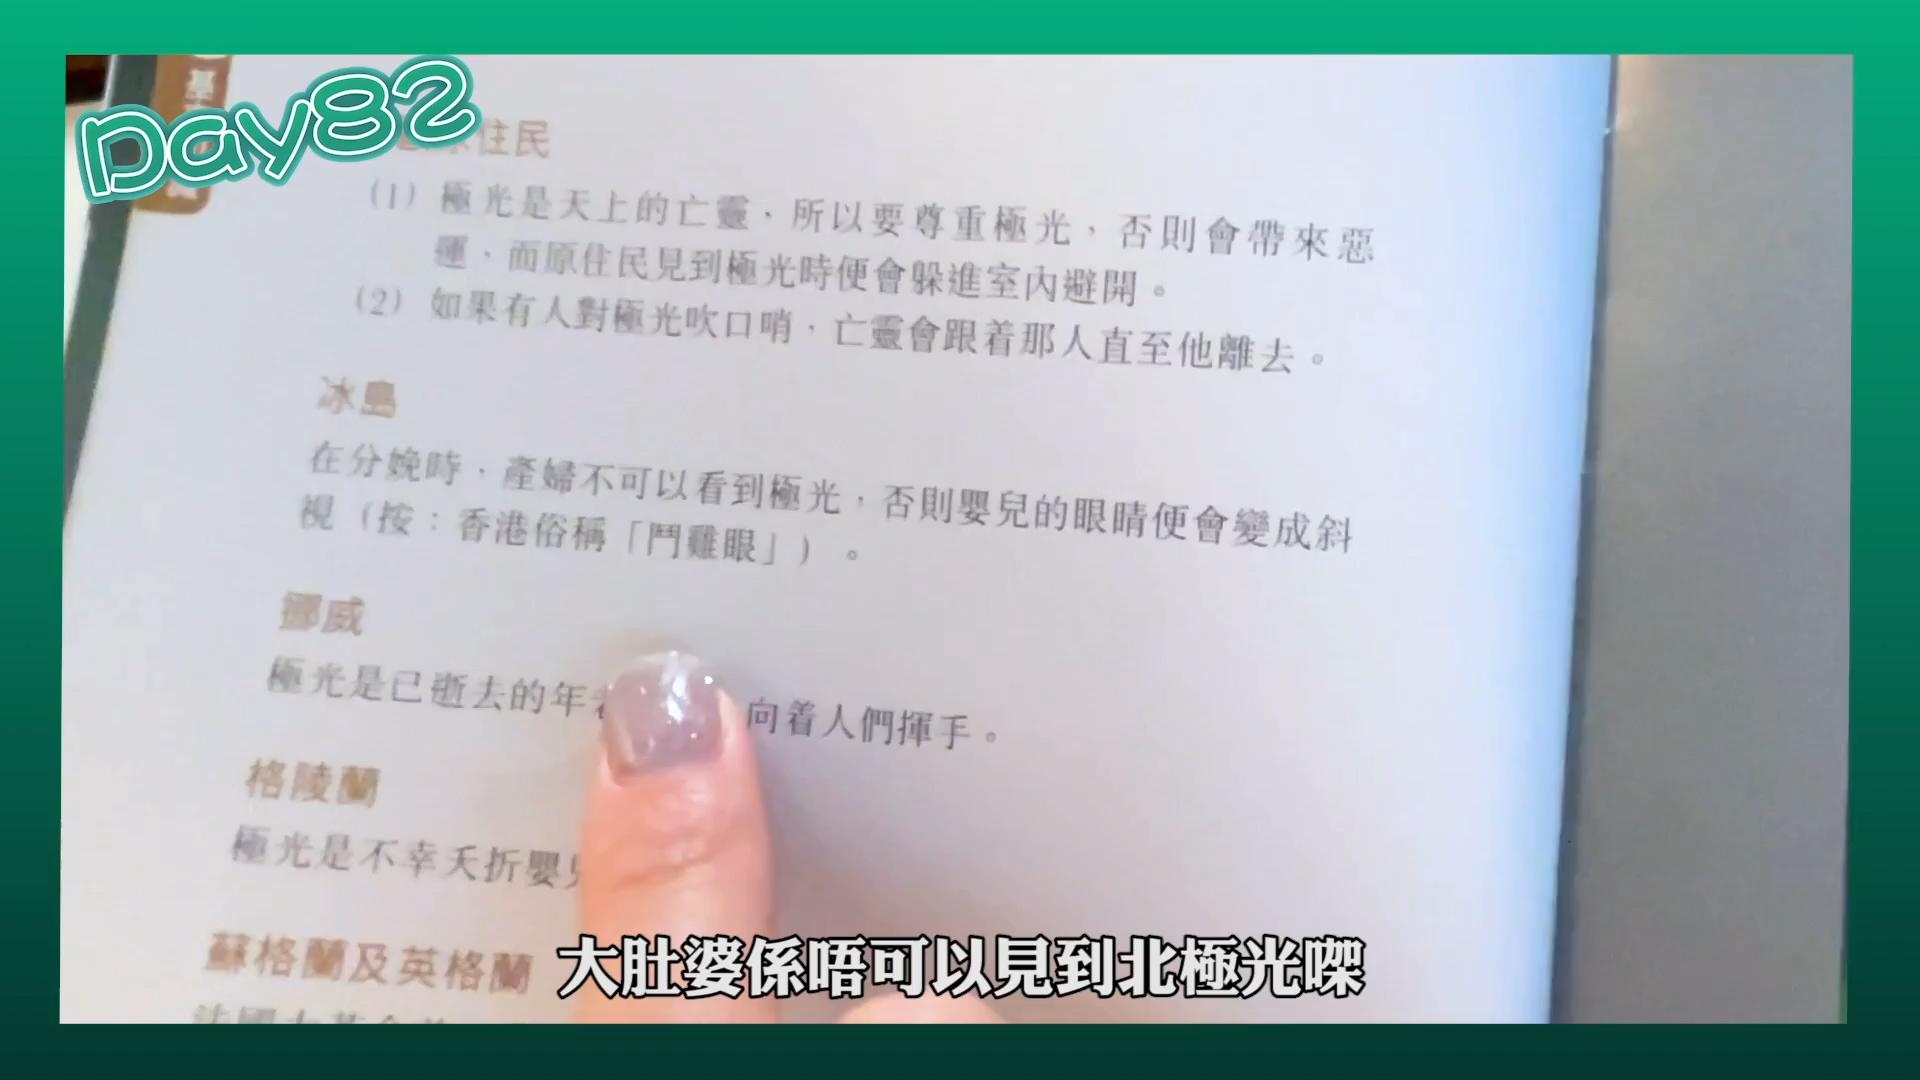 Day82
住民
(1) 極光是天上的亡靈，所以要尊重極光，否則會帶來惡
運，而原住民見到極光時便會躲進室內避開。
(2) 如果有人對極光吹口哨，亡靈會跟着那人直至他離去。
冰島
在分娩時，產婦不可以看到極光，否則嬰兒的眼睛便會變成斜
視（按：香港俗稱「鬥雞眼」）。
挪威
極光是已逝去的年 向着人們揮手。
格陵蘭
極光是不幸夭折嬰
蘇格蘭及英格蘭
大肚婆係唔可以見到北極光㗎